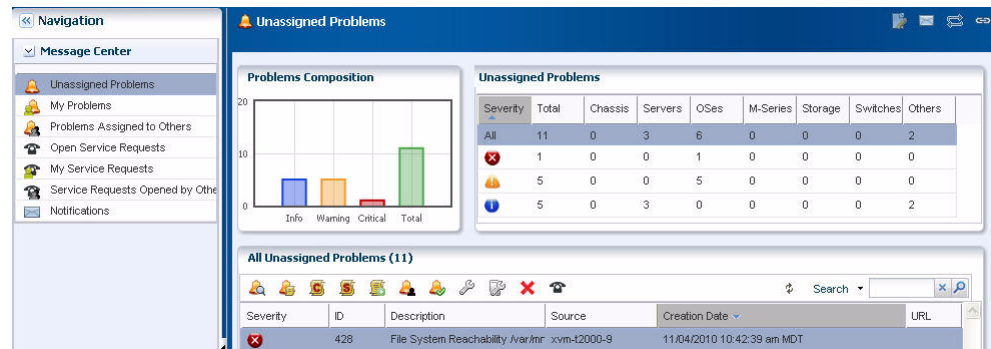 Navigation
Message Center
Unassigned Problems
My Problems
Problems Assigned to Others
Open Service Requests
My Service Requests
Service Requests Opened by Othe
Notifications
Unassigned Problems
Problems Composition
20
10
0
Info Warning Critical Total
Unassigned Problems
Severity Total Chassis Servers OSes M-Series Storage Switches Others
All 11 0 3 6 0 0 0 2
1 0 0 1 0 0 0 0
5 0 0 5 0 0 0 0
5 0 3 0 0 0 0 2
All Unassigned Problems (11)
Search
Severity ID Description Source Creation Date URL
428 File System Reachability /var/mr xvm-t2000-9 11/04/2010 10:42:39 am MDT